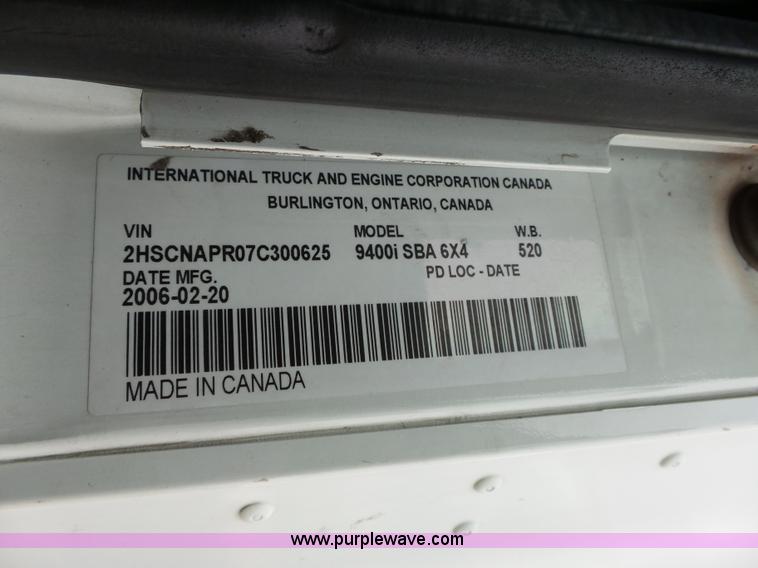 INTERNATIONAL TRUCK AND ENGINE CORPORATION CANADA
BURLINGTON, ONTARIO, CANADA
VIN MODEL W.B.
2HSCNAPR07C300625 9400i SBA 6X4 520
DATE MFG. PD LOC - DATE
2006-02-20
MADE IN CANADA
www.purplewave.com